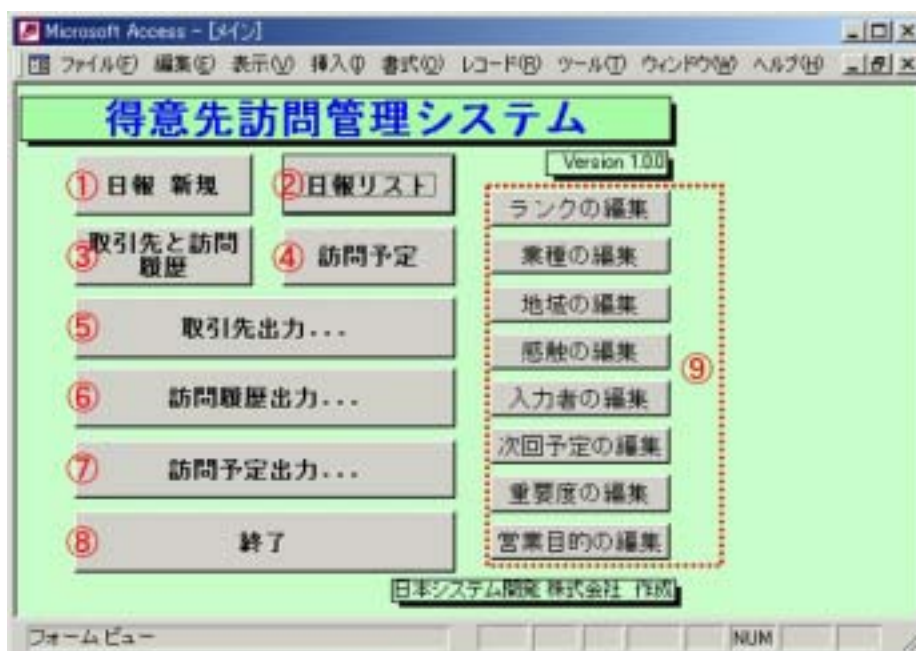 Microsoft Access - [メイン]
ファイル(F) 編集(E) 表示(V) 挿入(I) 書式(O) レコード(R) ツール(T) ウィンドウ(W) ヘルプ(H)
得意先訪問管理システム
Version 1.0.0
① 日報 新規
② 日報リスト
③ 取引先と訪問
履歴
④ 訪問予定
⑤ 取引先出力...
⑥ 訪問履歴出力...
⑦ 訪問予定出力...
⑧ 終了
ランクの編集
業種の編集
地域の編集
感触の編集
⑨
入力者の編集
次回予定の編集
重要度の編集
営業目的の編集
日本システム開発 株式会社 作成
フォーム ビュー
NUM